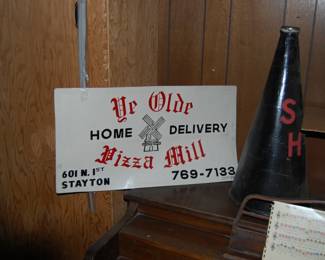 Ye Olde
HOME DELIVERY
Pizza Mill
601 N. 1ST
STAYTON
769-7133
S
H